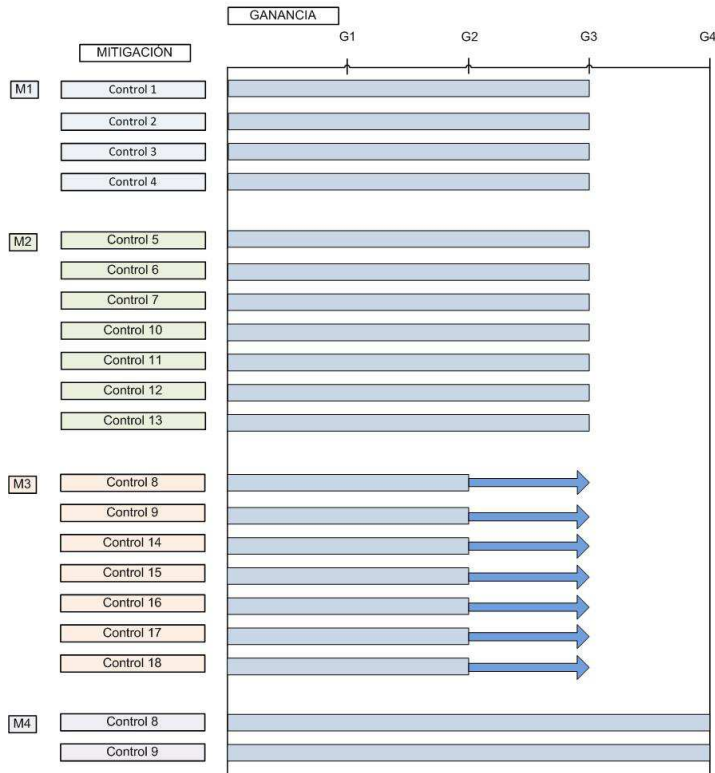 GANANCIA
G1 G2 G3 G4
MITIGACIÓN
M1 Control 1
Control 2
Control 3
Control 4
M2 Control 5
Control 6
Control 7
Control 10
Control 11
Control 12
Control 13
M3 Control 8
Control 9
Control 14
Control 15
Control 16
Control 17
Control 18
M4 Control 8
Control 9